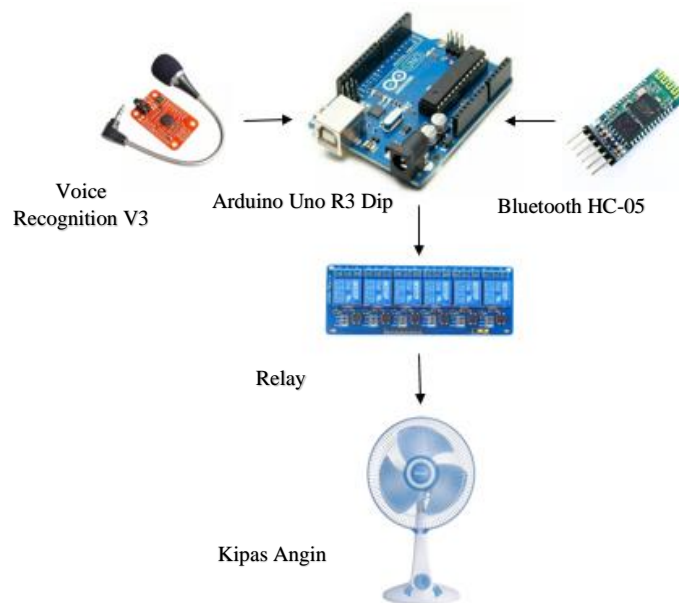 Voice
Recognition V3
Arduino Uno R3 Dip
Bluetooth HC-05
Relay
Kipas Angin